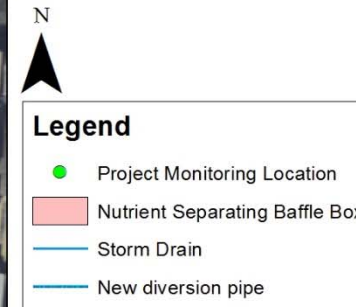 N
Legend
Project Monitoring Location
Nutrient Separating Baffle Box
Storm Drain
New diversion pipe